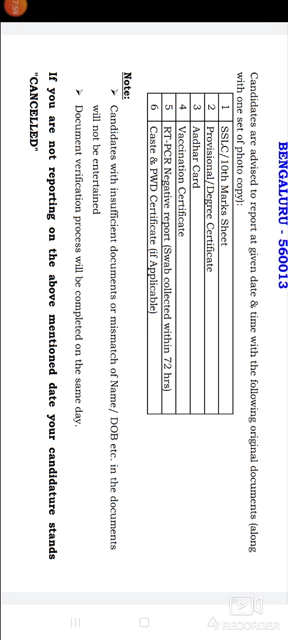 17:59
BENGALURU - 560013
Candidates are advised to report at given date & time with the following original documents (along
with one set of photo copy):
1 SSLC/10th Marks Sheet
2 Provisional/Degree Certificate
3 Aadhar Card
4 Vaccination Certificate
5 RT-PCR Negative report (Swab collected within 72 hrs)
6 Caste & PWD Certificate (if Applicable)
Note:
➤ Candidates with insufficient documents or mismatch of Name/ DOB etc. in the documents
will not be entertained
➤ Document verification process will be completed on the same day.
If you are not reporting on the above mentioned date your candidature stands
"CANCELLED"
RECORDER